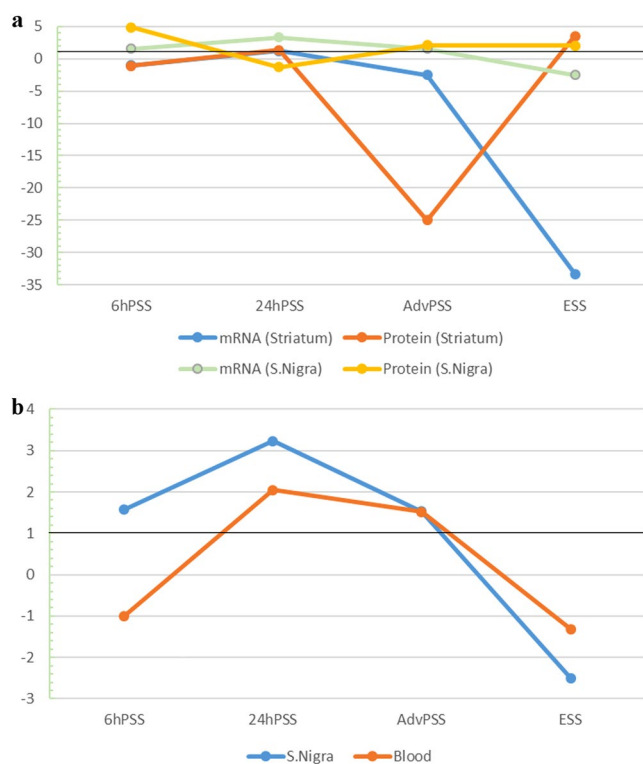 a
5
0
-5
-10
-15
-20
-25
-30
-35
6hPSS 24hPSS AdvPSS ESS
mRNA (Striatum) Protein (Striatum)
mRNA (S.Nigra) Protein (S.Nigra)
b
4
3
2
1
0
-1
-2
-3
6hPSS 24hPSS AdvPSS ESS
S.Nigra Blood